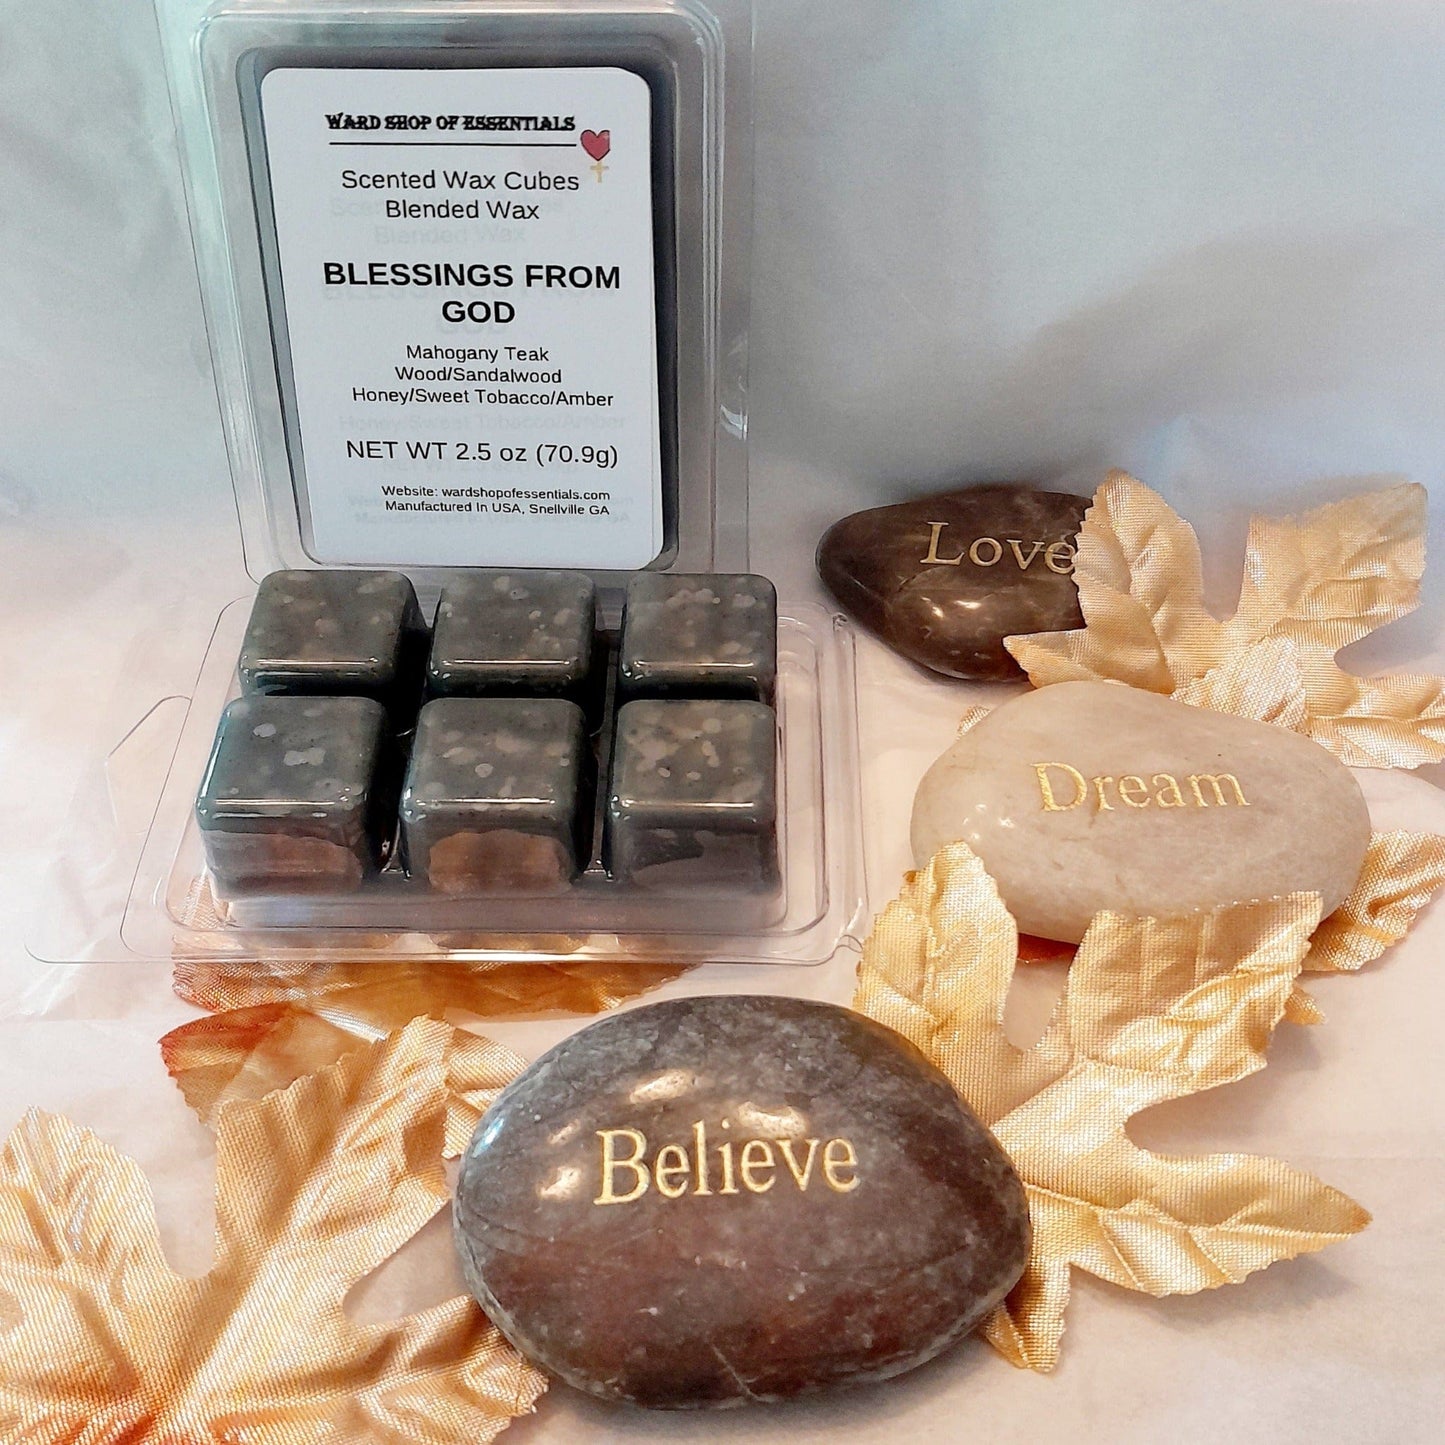 WARD SHOP OF ESSENTIALS
Scented Wax Cubes
Blended Wax
BLESSINGS FROM
GOD
Mahogany Teak
Wood/Sandalwood
Honey/Sweet Tobacco/Amber
NET WT 2.5 oz (70.9g)
Website: wardshopofessentials.com
Manufactured In USA, Snellville GA
Love
Dream
Believe